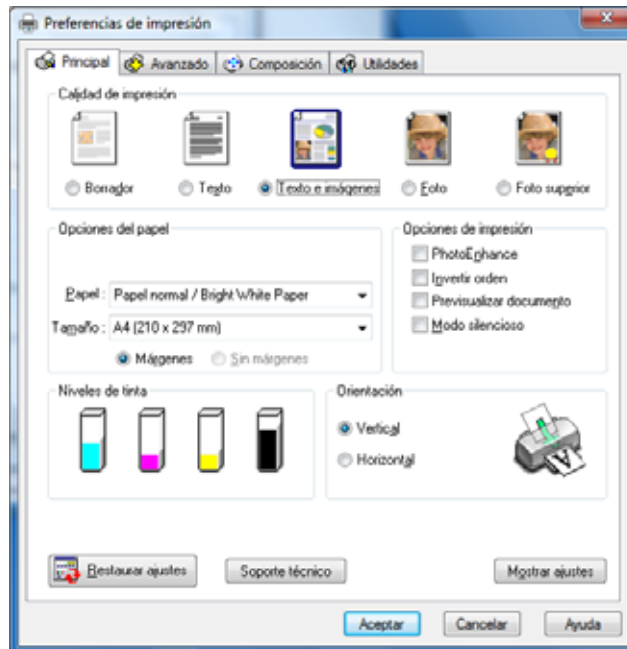 Preferencias de impresión
Principal Avanzado Composición Utilidades
Calidad de impresión
Borrador Texto Texto e imágenes Foto Foto superior
Opciones del papel
Papel: Papel normal / Bright White Paper
Tamaño: A4 (210 x 297 mm)
Márgenes Sin márgenes
Opciones de impresión
PhotoEnhance
Invertir orden
Previsualizar documento
Modo silencioso
Niveles de tinta
Orientación
Vertical
Horizontal
Restaurar ajustes Soporte técnico Mostrar ajustes
Aceptar Cancelar Ayuda